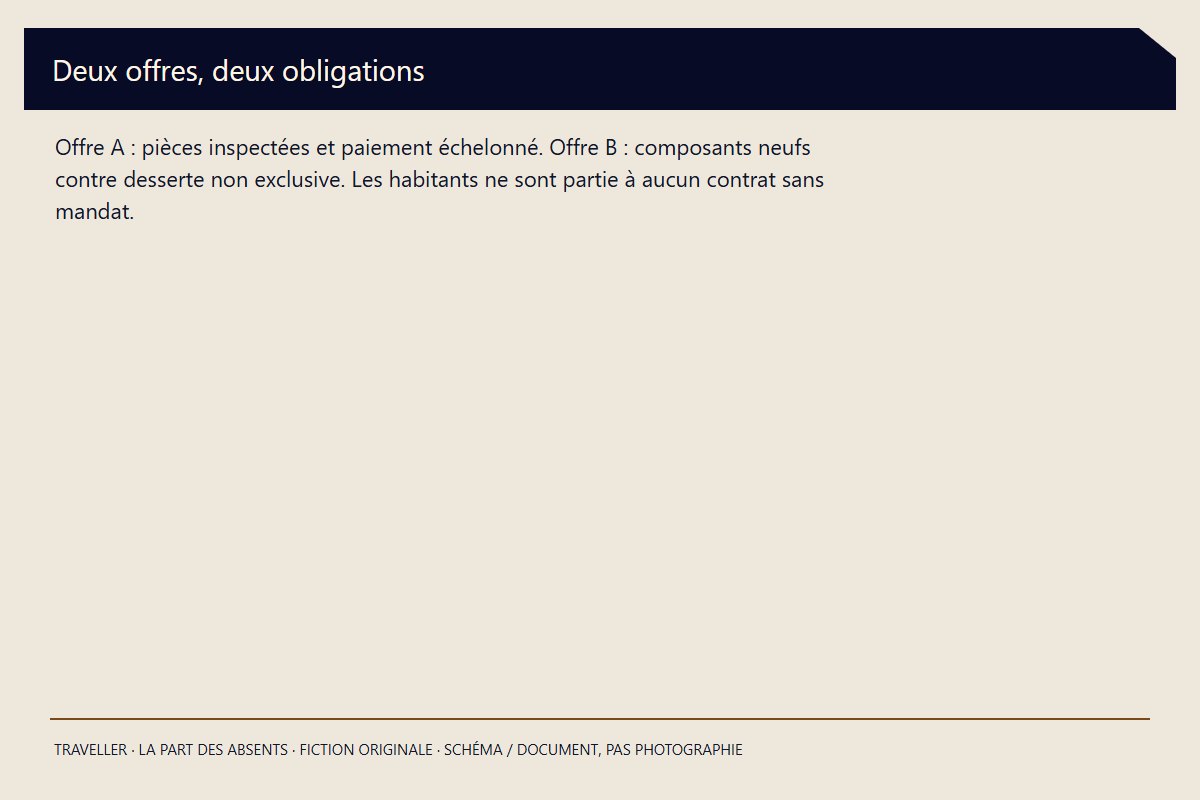 Deux offres, deux obligations
Offre A : pièces inspectées et paiement échelonné. Offre B : composants neufs
contre desserte non exclusive. Les habitants ne sont partie à aucun contrat sans
mandat.
TRAVELLER · LA PART DES ABSENTS · FICTION ORIGINALE · SCHÉMA / DOCUMENT, PAS PHOTOGRAPHIE